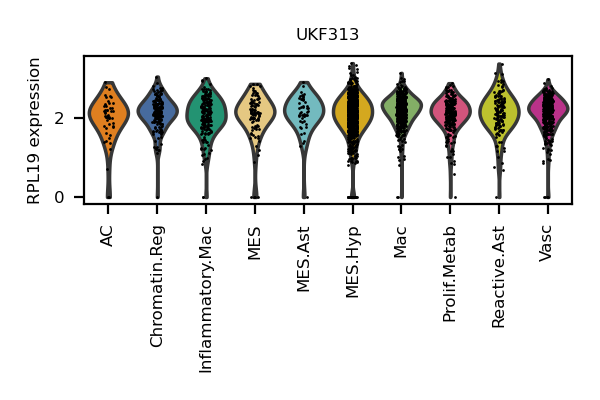 UKF313
RPL19 expression
2
0
AC
Chromatin.Reg
Inflammatory.Mac
MES
MES.Ast
MES.Hyp
Mac
Prolif.Metab
Reactive.Ast
Vasc